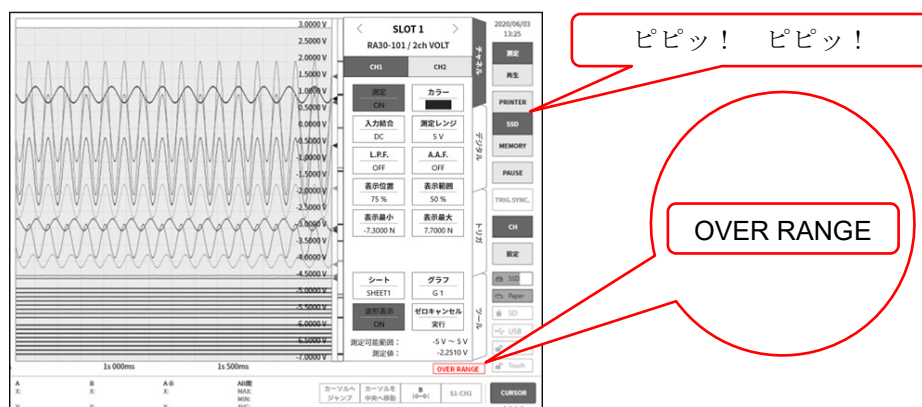 ピピッ！　ピピッ！
OVER RANGE
3.0000 V
2.5000 V
2.0000 V
1.5000 V
1.0000 V
0.5000 V
0.0000 V
-0.5000 V
-1.0000 V
-1.5000 V
-2.0000 V
-2.5000 V
-3.0000 V
-3.5000 V
-4.0000 V
-4.5000 V
-5.0000 V
-5.5000 V
-6.0000 V
-6.5000 V
-7.0000 V
1s 000ms
1s 500ms
SLOT 1
RA30-101 / 2ch VOLT
CH1
CH2
測定
ON
カラー
入力結合
DC
測定レンジ
5 V
L.P.F.
OFF
A.A.F.
OFF
表示位置
75 %
表示範囲
50 %
表示最小
-7.3000 N
表示最大
7.7000 N
シート
SHEET1
グラフ
G 1
波形表示
ON
ゼロキャンセル
実行
測定可能範囲：
-5 V ～ 5 V
測定値：
-2.2510 V
OVER RANGE
チャネル
デジタル
トリガ
ツール
2020/06/03
13:25
測定
再生
PRINTER
SSD
MEMORY
PAUSE
TRIG.SYNC.
CH
設定
SSD
Paper
SD
USB
Touch
A
X:
B
X:
A-B
X:
AB間
MAX:
MIN:
カーソルへ
ジャンプ
カーソルを
中央へ移動
B
S1-CH1
CURSOR